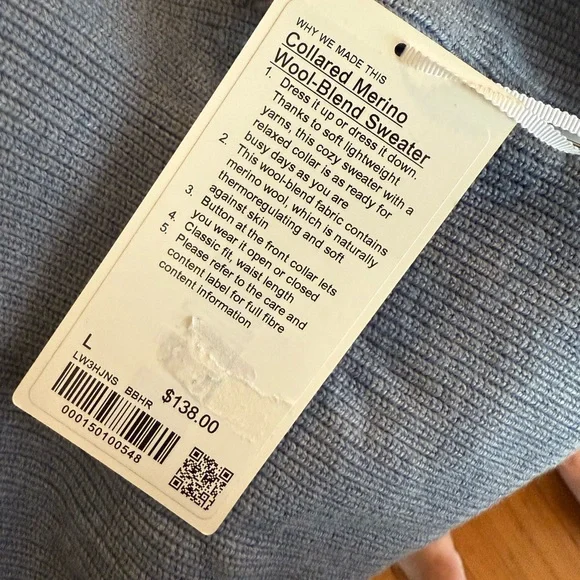 WHY WE MADE THIS
Collared Merino
Wool-Blend Sweater
1. Dress it up or dress it down.
Thanks to soft lightweight
yarns, this cozy sweater with a
relaxed collar is as ready for
busy days as you are
2. This wool-blend fabric contains
merino wool, which is naturally
thermoregulating and soft
against skin
3. Button at the front collar lets
you wear it open or closed
4. Classic fit, waist length
5. Please refer to the care and
content label for full fibre
content information
L
LW3HJNS BBHR
$138.00
000150100548